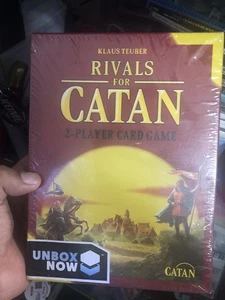 KLAUS TEUBER
RIVALS
FOR
CATAN
2-PLAYER CARD GAME
UNBOX
NOW
CATAN